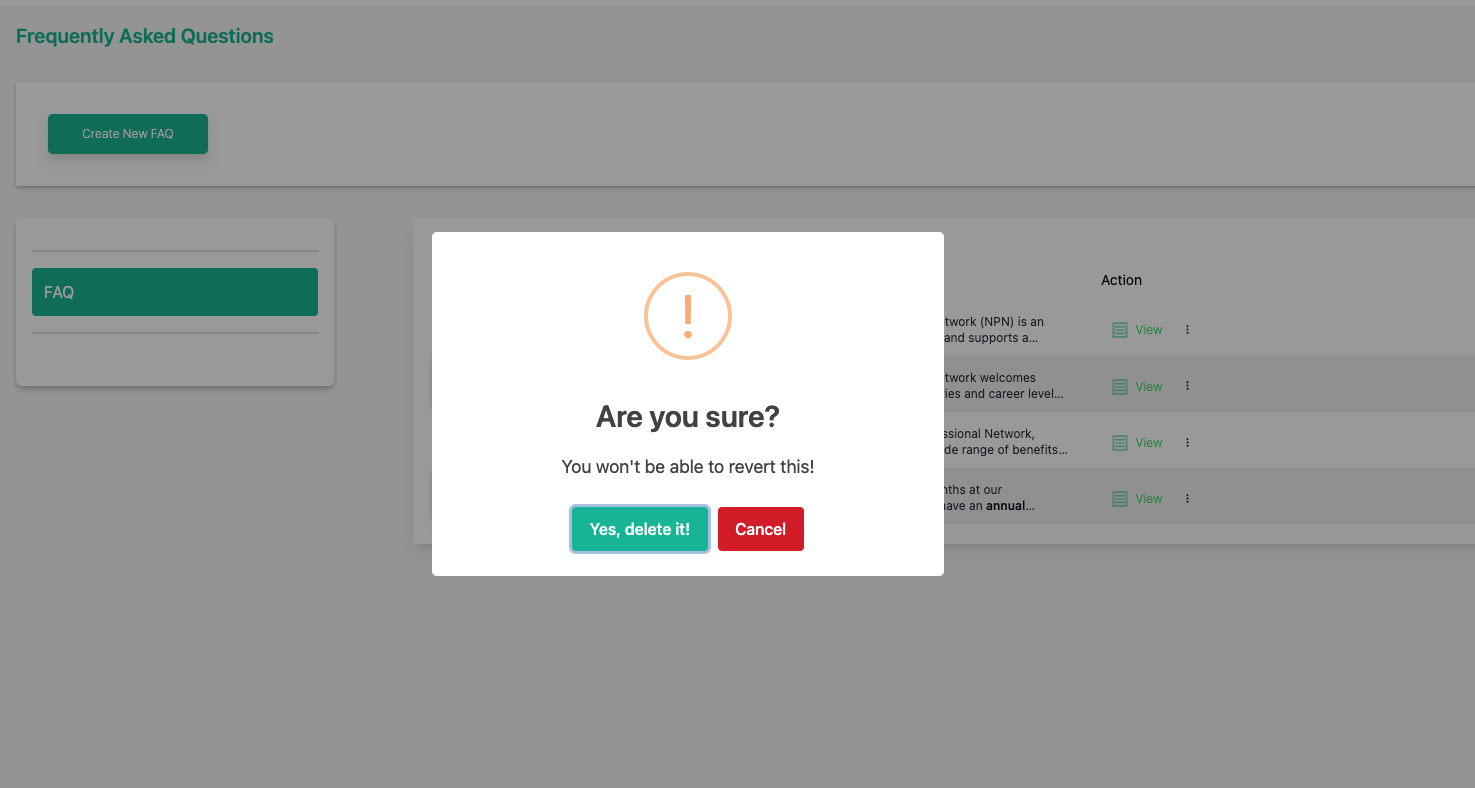 Frequently Asked Questions
Create New FAQ
FAQ
Action
twork (NPN) is an
and supports a...
View
twork welcomes
ries and career level...
View
ssional Network,
de range of benefits...
View
nths at our
have an annual...
View
!
Are you sure?
You won't be able to revert this!
Yes, delete it!
Cancel